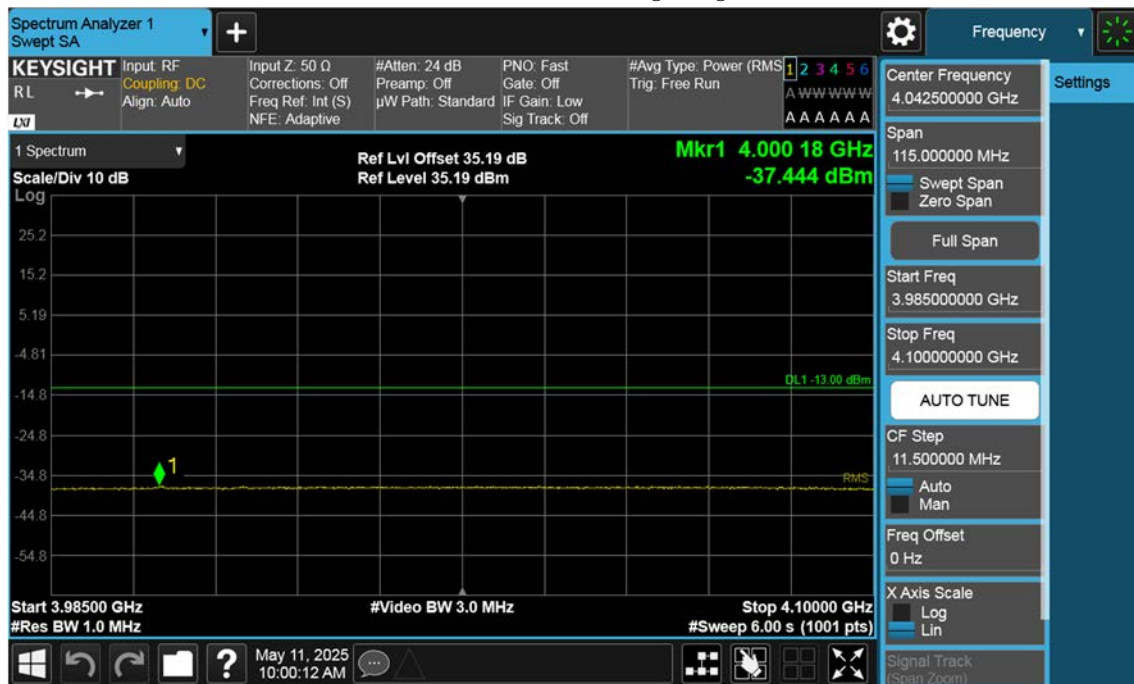 Spectrum Analyzer 1
Swept SA
Frequency
KEYSIGHT
RL
LXI
Input: RF
Coupling: DC
Align: Auto
Input Z: 50 Ω
Corrections: Off
Freq Ref: Int (S)
NFE: Adaptive
#Atten: 24 dB
Preamp: Off
µW Path: Standard
PNO: Fast
Gate: Off
IF Gain: Low
Sig Track: Off
#Avg Type: Power (RMS
Trig: Free Run
1 2 3 4 5 6
A W W W W W
A A A A A A
1 Spectrum
Scale/Div 10 dB
Ref Lvl Offset 35.19 dB
Ref Level 35.19 dBm
Mkr1 4.000 18 GHz
-37.444 dBm
Log
25.2
15.2
5.19
-4.81
-14.8
-24.8
-34.8
-44.8
-54.8
DL1 -13.00 dBm
1
RMS
Start 3.98500 GHz
#Res BW 1.0 MHz
#Video BW 3.0 MHz
Stop 4.10000 GHz
#Sweep 6.00 s (1001 pts)
?
May 11, 2025
10:00:12 AM
Center Frequency
4.042500000 GHz
Settings
Span
115.000000 MHz
Swept Span
Zero Span
Full Span
Start Freq
3.985000000 GHz
Stop Freq
4.100000000 GHz
AUTO TUNE
CF Step
11.500000 MHz
Auto
Man
Freq Offset
0 Hz
X Axis Scale
Log
Lin
Signal Track
(Span Zoom)